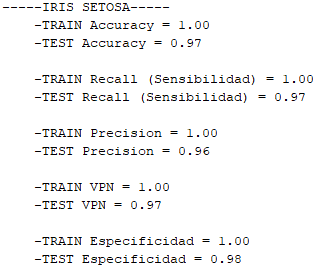 -----IRIS SETOSA-----
-TRAIN Accuracy = 1.00
-TEST Accuracy = 0.97
-TRAIN Recall (Sensibilidad) = 1.00
-TEST Recall (Sensibilidad) = 0.97
-TRAIN Precision = 1.00
-TEST Precision = 0.96
-TRAIN VPN = 1.00
-TEST VPN = 0.97
-TRAIN Especificidad = 1.00
-TEST Especificidad = 0.98